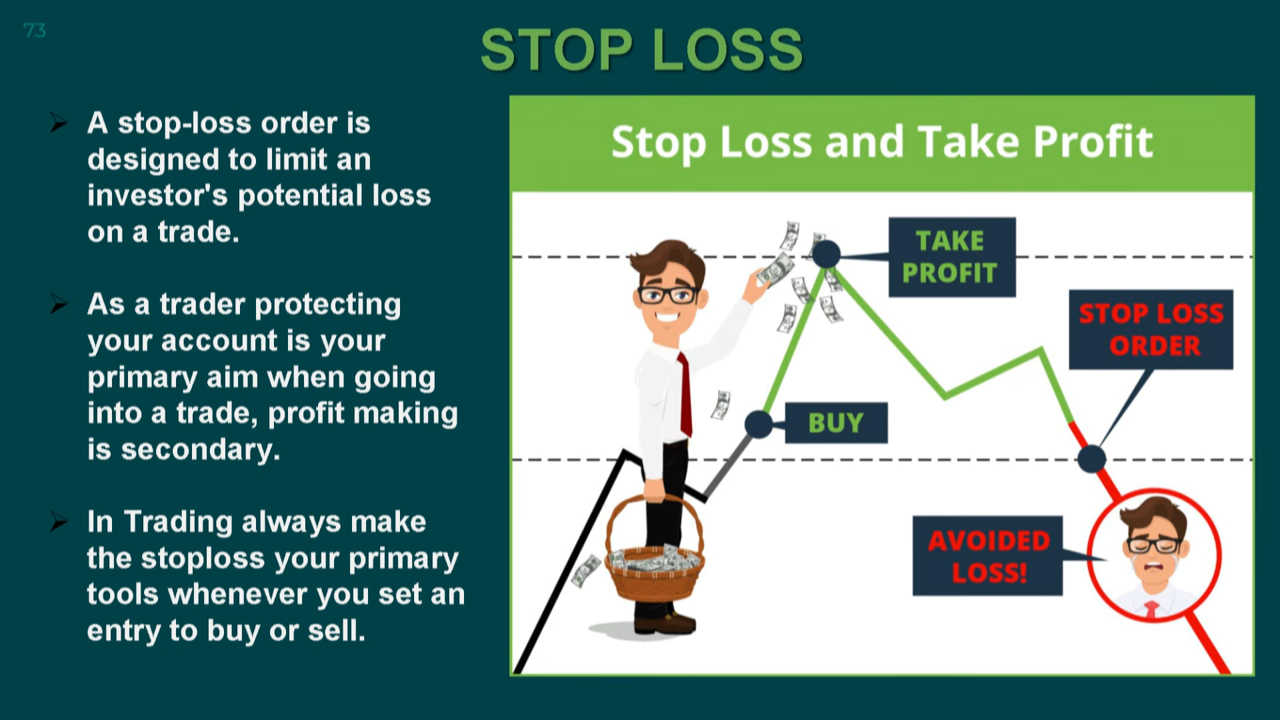 73
STOP LOSS
A stop-loss order is
designed to limit an
investor's potential loss
on a trade.
As a trader protecting
your account is your
primary aim when going
into a trade, profit making
is secondary.
In Trading always make
the stoploss your primary
tools whenever you set an
entry to buy or sell.
Stop Loss and Take Profit
TAKE
PROFIT
STOP LOSS
ORDER
BUY
AVOIDED
LOSS!